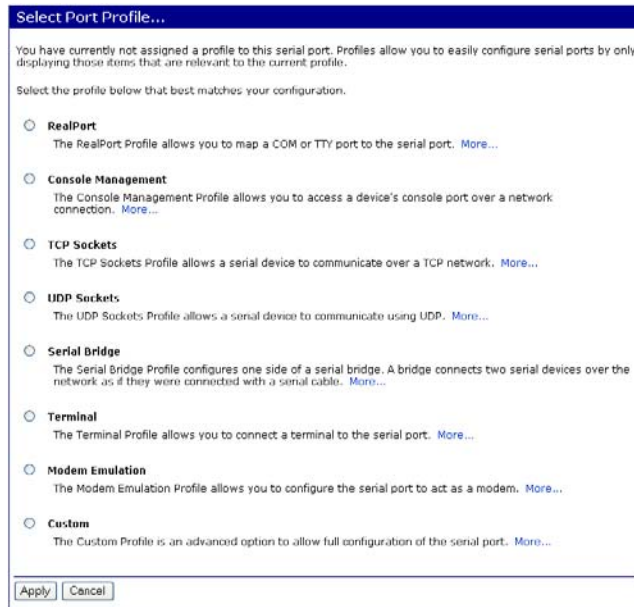 Select Port Profile...
You have currently not assigned a profile to this serial port. Profiles allow you to easily configure serial ports by only
displaying those items that are relevant to the current profile.
Select the profile below that best matches your configuration.
RealPort
The RealPort Profile allows you to map a COM or TTY port to the serial port. More...
Console Management
The Console Management Profile allows you to access a device's console port over a network
connection. More...
TCP Sockets
The TCP Sockets Profile allows a serial device to communicate over a TCP network. More...
UDP Sockets
The UDP Sockets Profile allows a serial device to communicate using UDP. More...
Serial Bridge
The Serial Bridge Profile configures one side of a serial bridge. A bridge connects two serial devices over the
network as if they were connected with a serial cable. More...
Terminal
The Terminal Profile allows you to connect a terminal to the serial port. More...
Modem Emulation
The Modem Emulation Profile allows you to configure the serial port to act as a modem. More...
Custom
The Custom Profile is an advanced option to allow full configuration of the serial port. More...
Apply Cancel